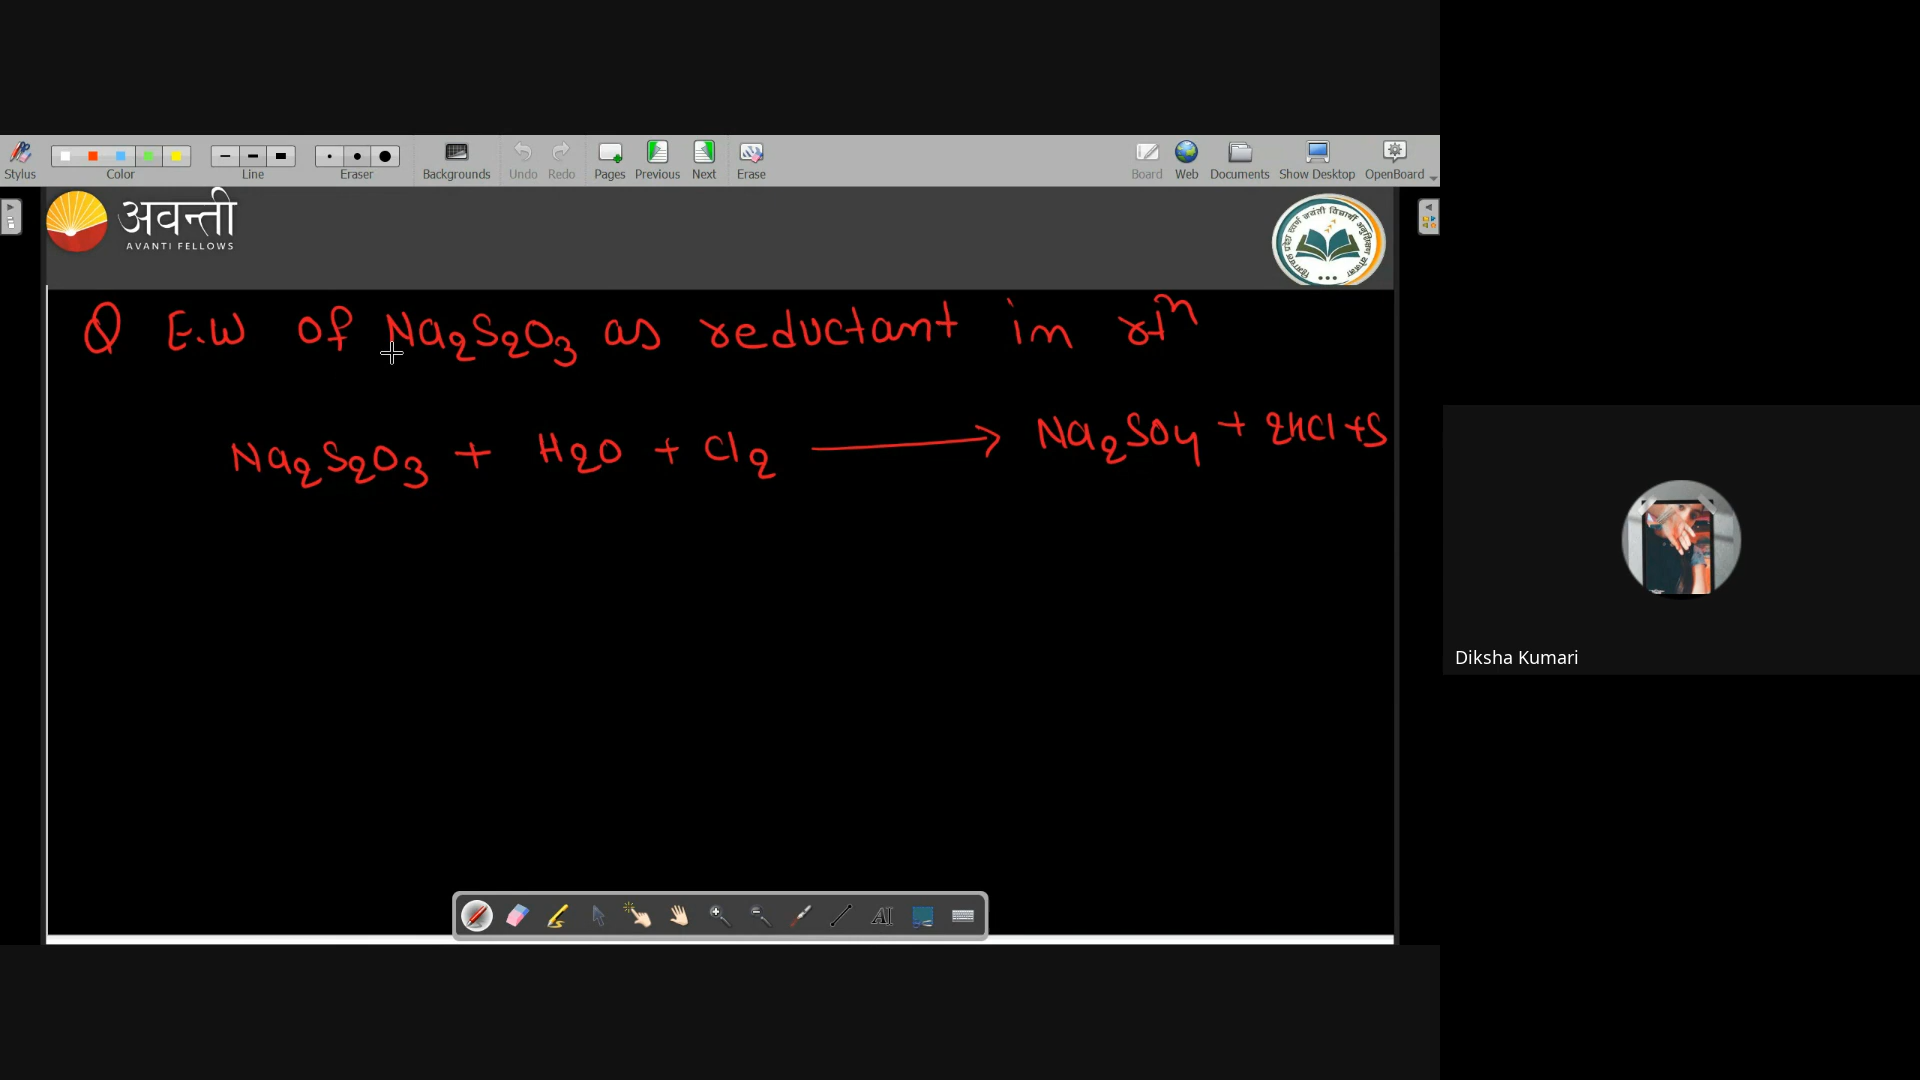 Stylus Color Line Eraser Backgrounds Undo Redo Pages Previous Next Erase Board Web Documents Show Desktop OpenBoard
अवन्ती
AVANTI FELLOWS
Q E.W of Na2S2O3 as reductant in rxn
Na2S2O3 + H2O + Cl2 ⟶ Na2SO4 + 2HCl + S
Diksha Kumari